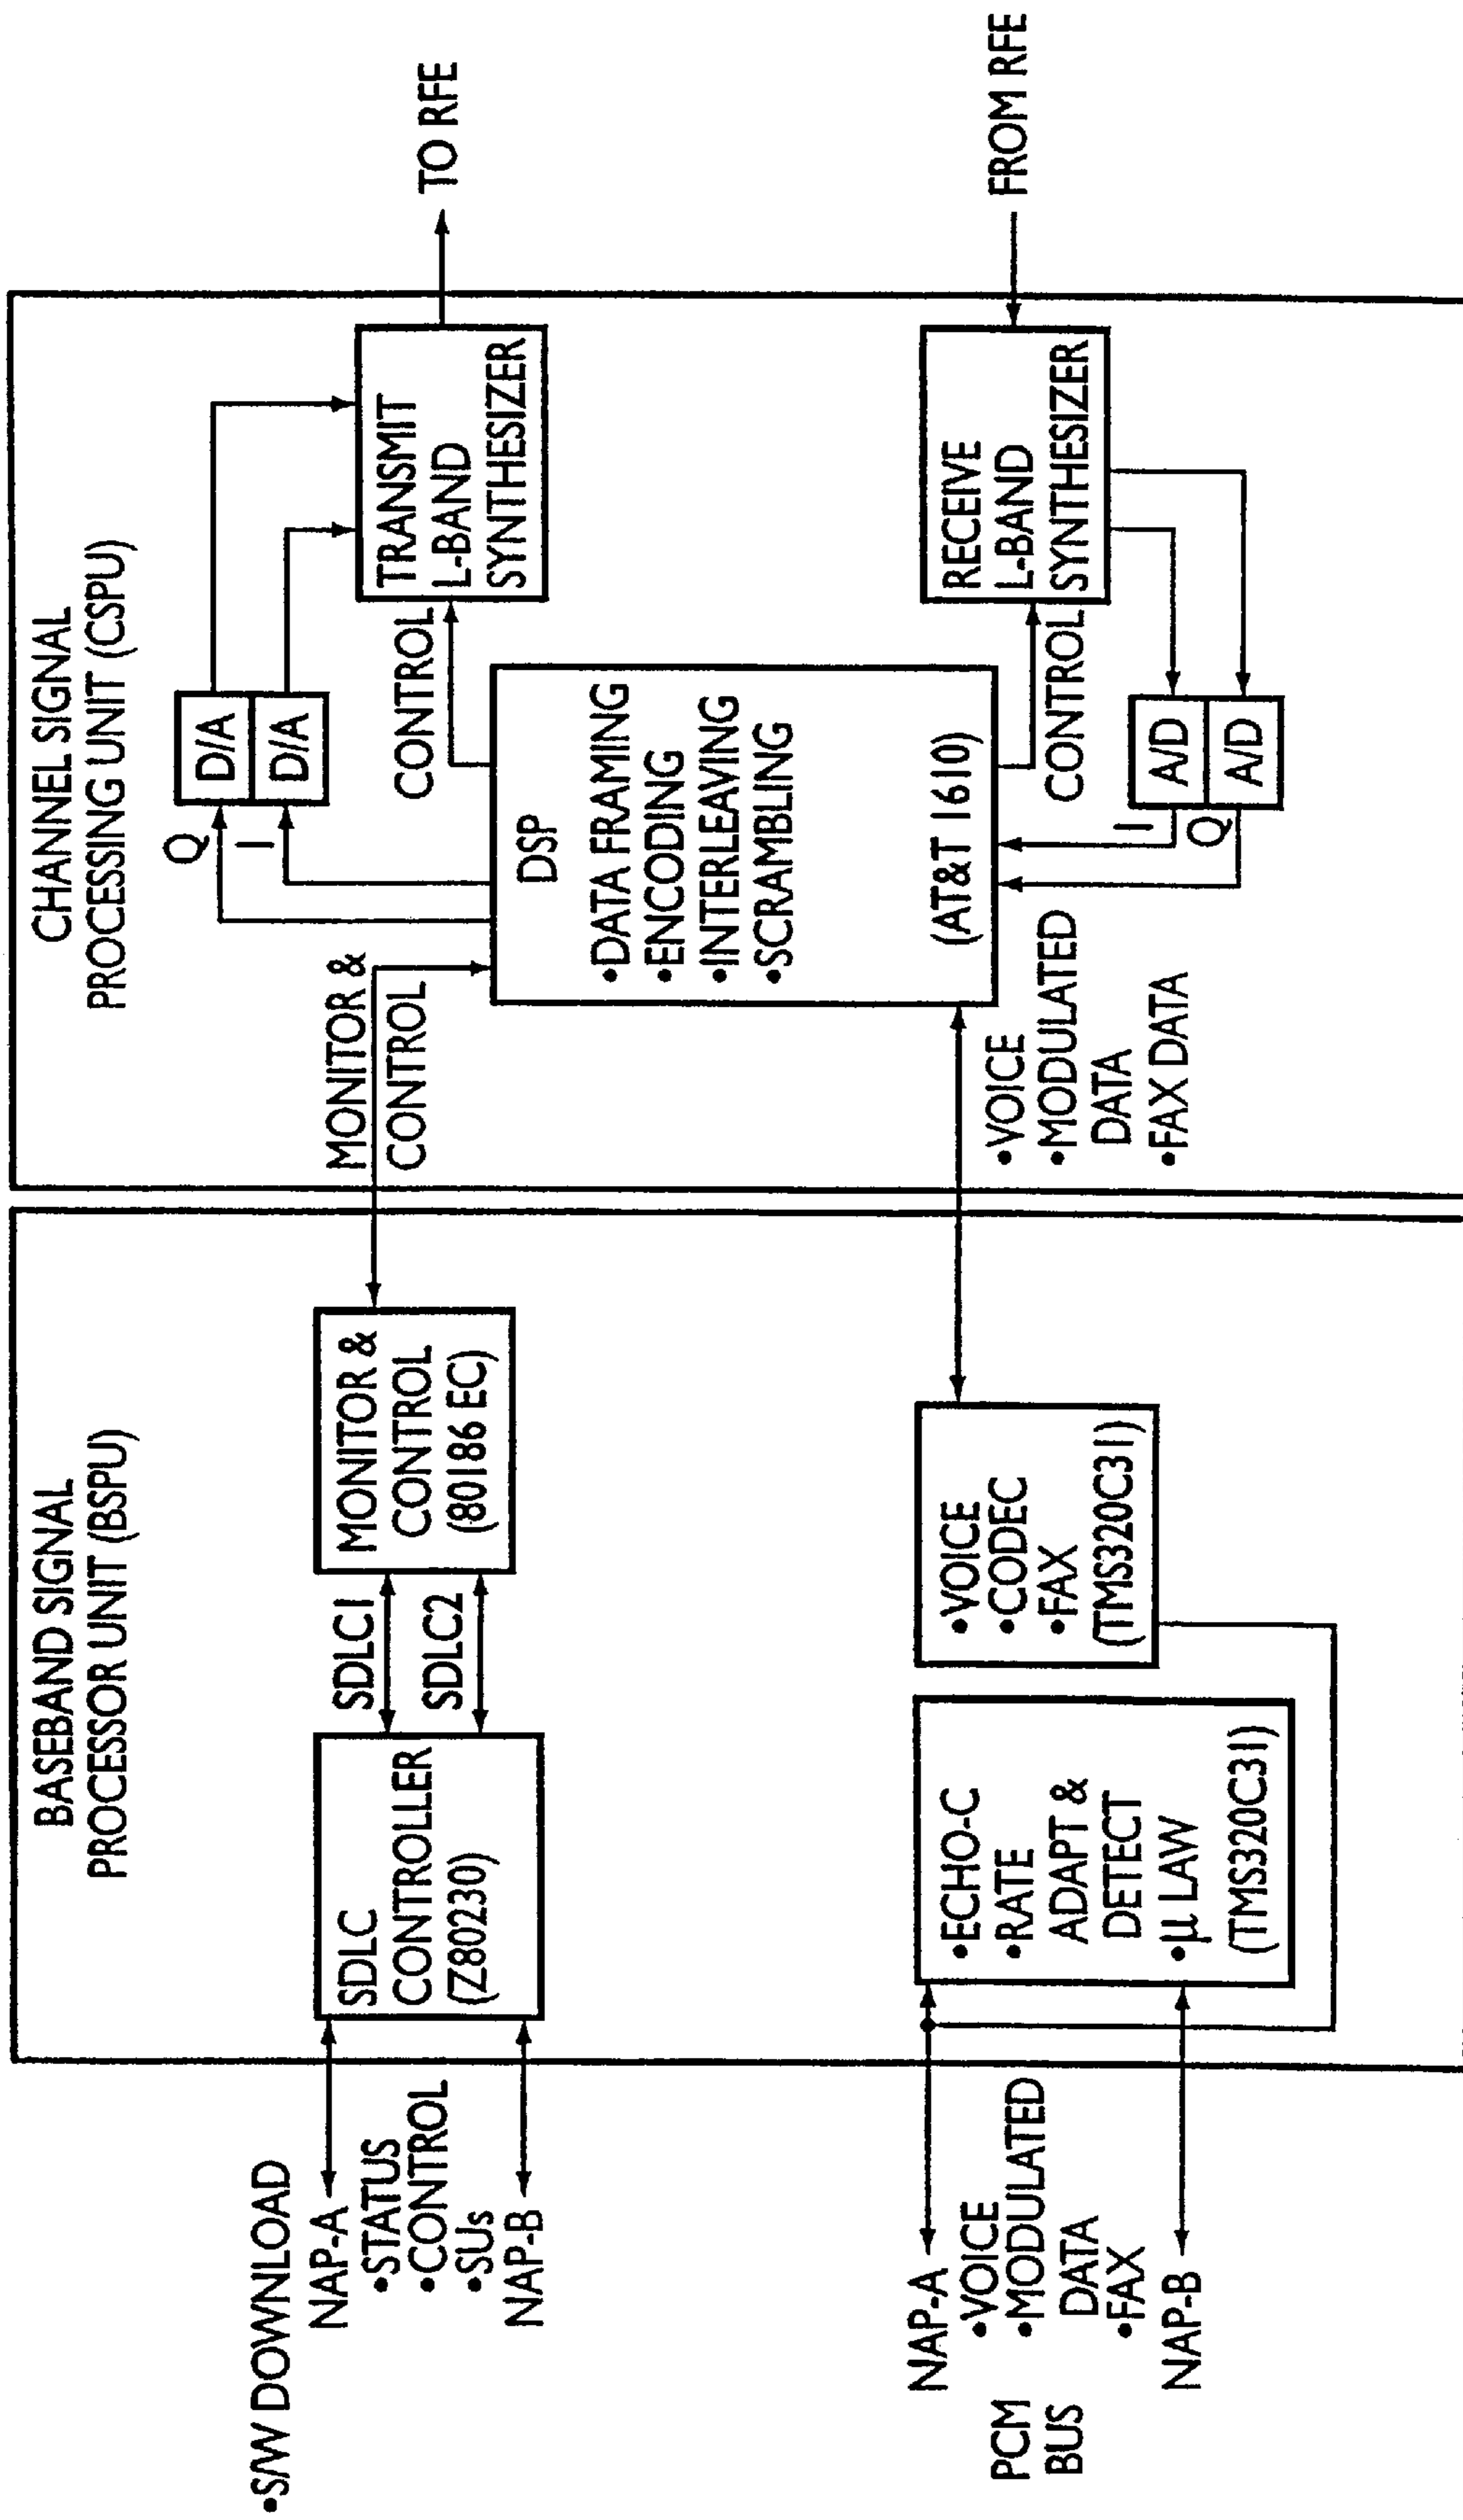 BASEBAND SIGNAL
PROCESSOR UNIT (BSPU)
CHANNEL SIGNAL
PROCESSING UNIT (CSPU)
•S/W DOWNLOAD
NAP-A
•STATUS
•CONTROL
•SUs
NAP-B
SDLC
CONTROLLER
(Z80230)
SDLC1
SDLC2
MONITOR &
CONTROL
(80186 EC)
MONITOR &
CONTROL
Q
I
D/A
D/A
CONTROL
TRANSMIT
L-BAND
SYNTHESIZER
TO RFE
DSP
•DATA FRAMING
•ENCODING
•INTERLEAVING
•SCRAMBLING
(AT&T 1610)
PCM
BUS
NAP-A
•VOICE
•MODULATED
DATA
•FAX
NAP-B
•ECHO-C
•RATE
ADAPT &
DETECT
•µ LAW
(TMS320C31)
•VOICE
•CODEC
•FAX
(TMS320C31)
•VOICE
•MODULATED
DATA
•FAX DATA
I
Q
A/D
A/D
CONTROL
RECEIVE
L-BAND
SYNTHESIZER
FROM RFE